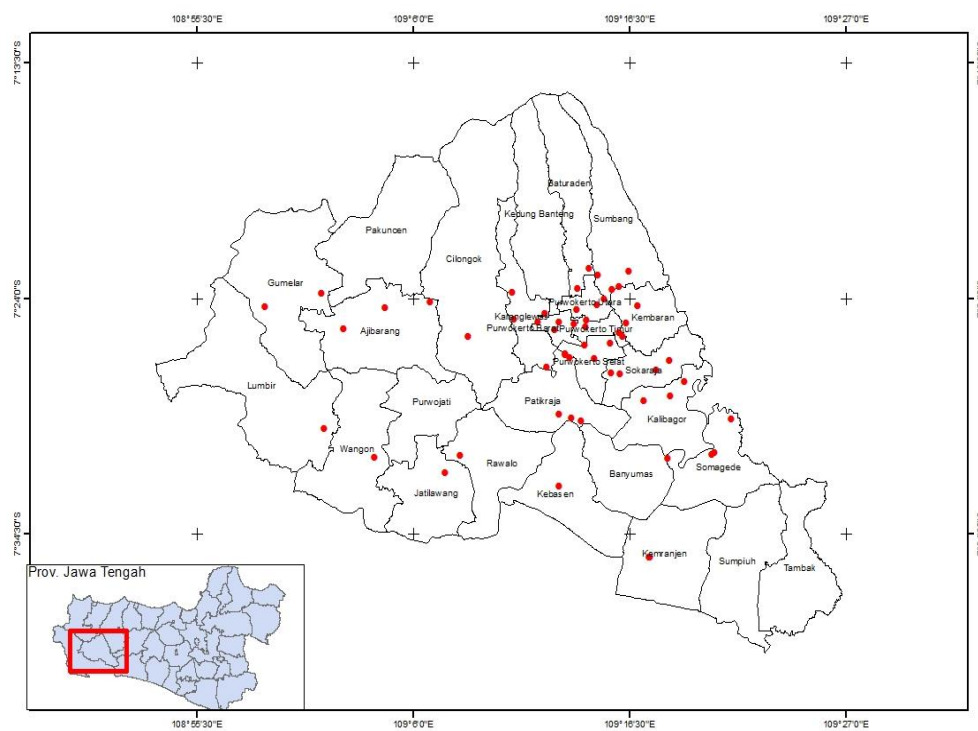 108°55'30"E 109°6'0"E 109°16'30"E 109°27'0"E
7°13'30"S
Baturaden
Kedung Banteng
Sumbang
Pakuncen
Cilongok
Gumelar
7°24'0"S
Purwokerto Utara
Karanglewas
Kembaran
Ajibarang
Purwokerto Barat
Purwokerto Timur
Purwokerto Selat
Sokaraja
Lumbir
Purwojati
Patikraja
Kalibagor
Wangon
Rawalo
Somagede
Banyumas
Jatilawang
Kebasen
7°34'30"S
Kemranjen
Sumpiuh
Tambak
Prov. Jawa Tengah
108°55'30"E 109°6'0"E 109°16'30"E 109°27'0"E